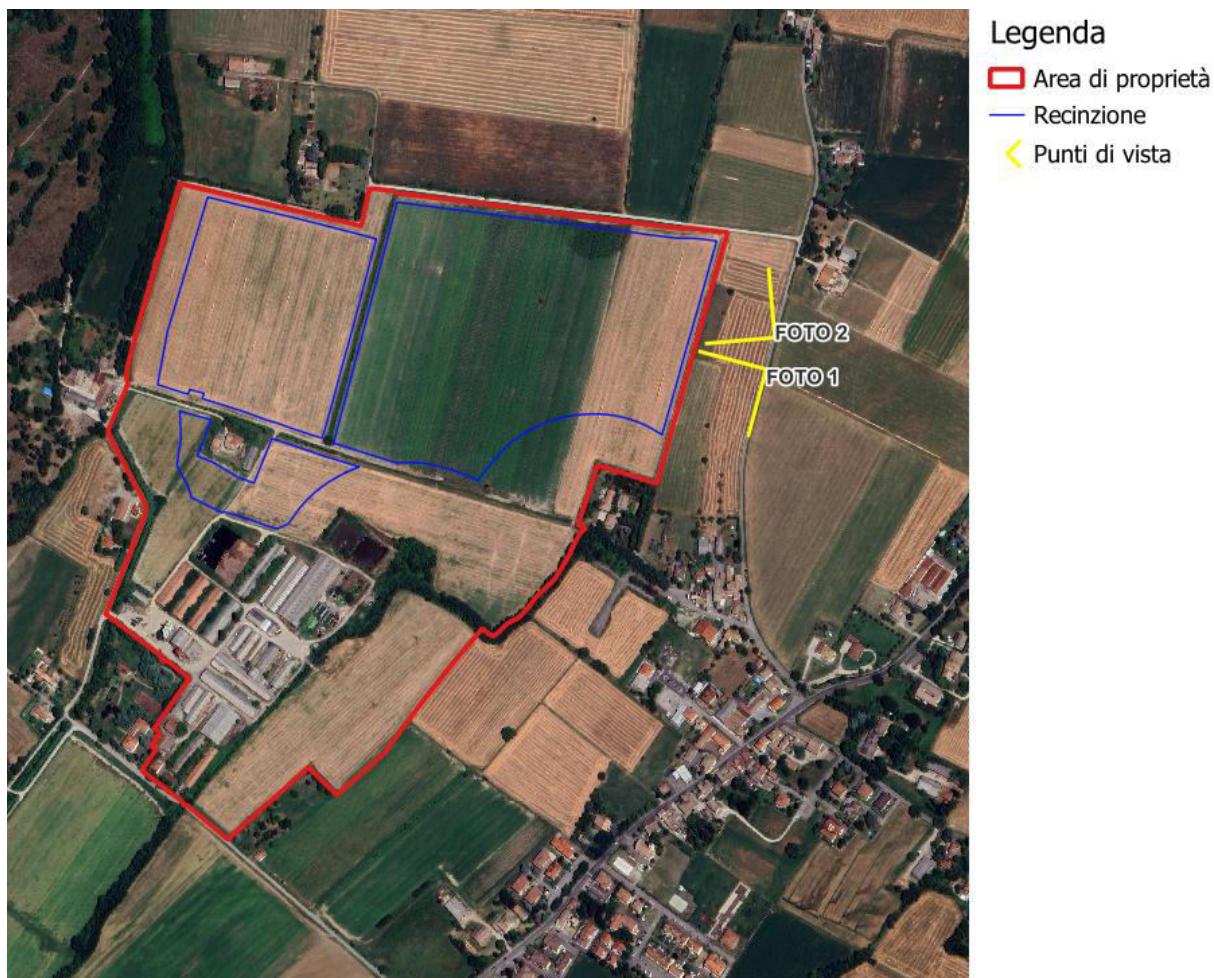 Legenda
Area di proprietà
Recinzione
Punti di vista
FOTO 2
FOTO 1